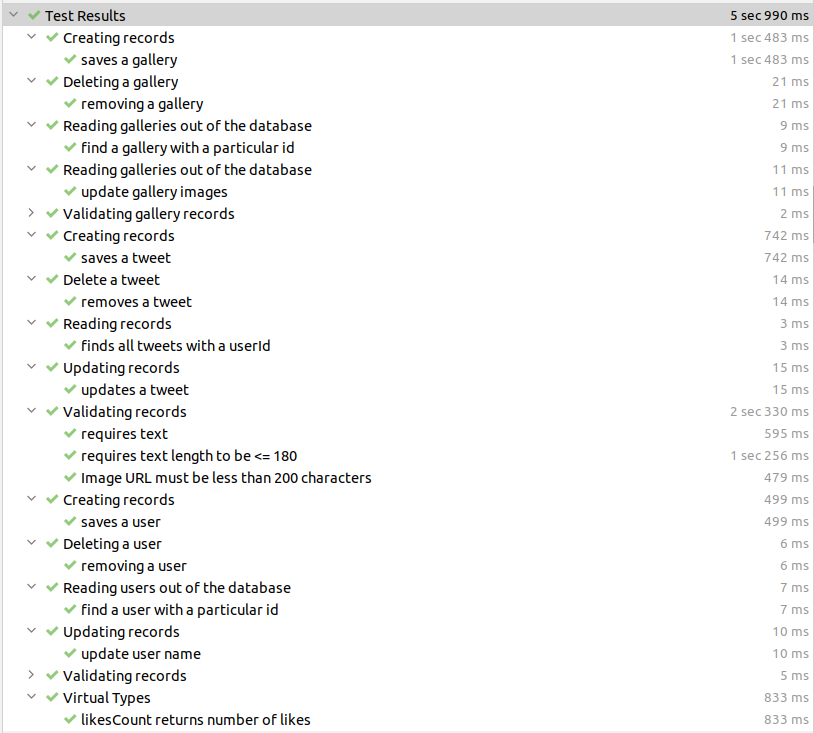 Test Results 5 sec 990 ms
Creating records 1 sec 483 ms
saves a gallery 1 sec 483 ms
Deleting a gallery 21 ms
removing a gallery 21 ms
Reading galleries out of the database 9 ms
find a gallery with a particular id 9 ms
Reading galleries out of the database 11 ms
update gallery images 11 ms
Validating gallery records 2 ms
Creating records 742 ms
saves a tweet 742 ms
Delete a tweet 14 ms
removes a tweet 14 ms
Reading records 3 ms
finds all tweets with a userId 3 ms
Updating records 15 ms
updates a tweet 15 ms
Validating records 2 sec 330 ms
requires text 595 ms
requires text length to be <= 180 1 sec 256 ms
Image URL must be less than 200 characters 479 ms
Creating records 499 ms
saves a user 499 ms
Deleting a user 6 ms
removing a user 6 ms
Reading users out of the database 7 ms
find a user with a particular id 7 ms
Updating records 10 ms
update user name 10 ms
Validating records 5 ms
Virtual Types 833 ms
likesCount returns number of likes 833 ms